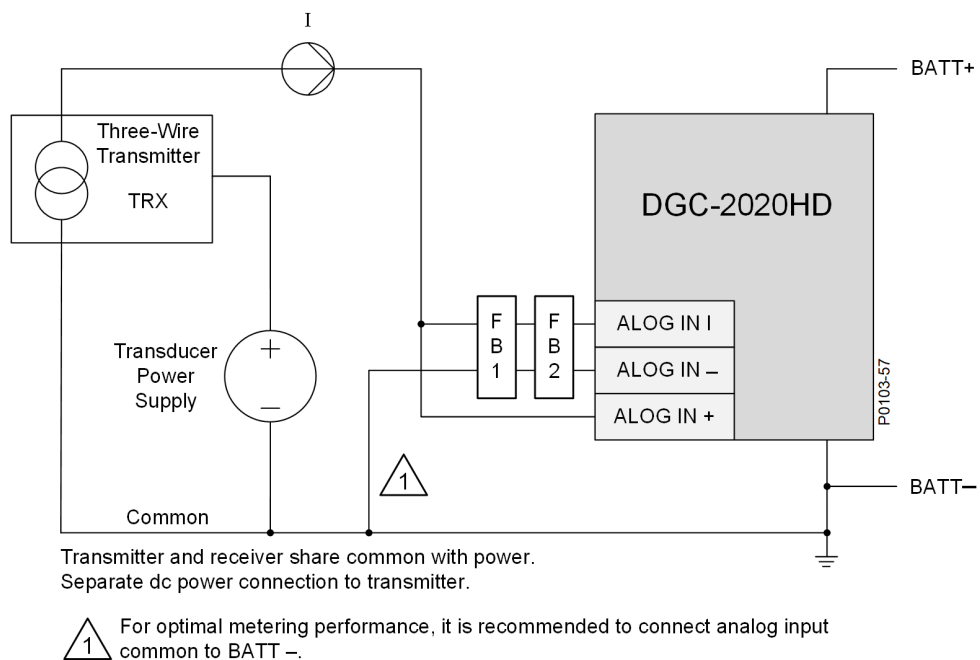 I
BATT+
Three-Wire
Transmitter
TRX
DGC-2020HD
F
B
1
F
B
2
ALOG IN I
ALOG IN –
ALOG IN +
P0103-57
Transducer
Power
Supply
+
–
1
BATT–
Common
Transmitter and receiver share common with power.
Separate dc power connection to transmitter.
1
For optimal metering performance, it is recommended to connect analog input
common to BATT –.